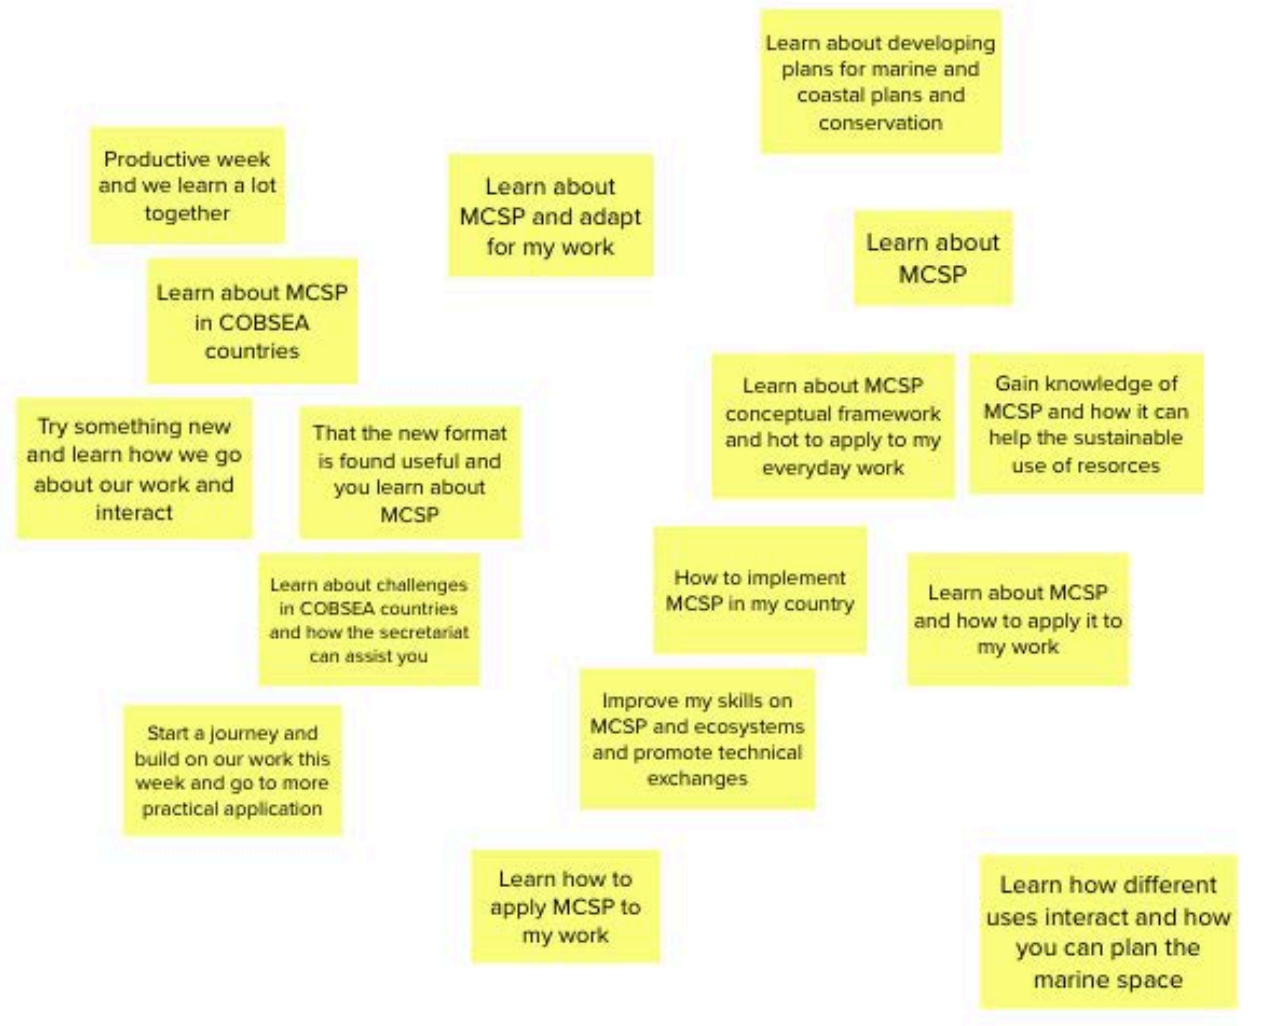 Learn about developing
plans for marine and
coastal plans and
conservation
Productive week
and we learn a lot
together
Learn about
MCSP and adapt
for my work
Learn about
MCSP
Learn about MCSP
in COBSEA
countries
Learn about MCSP
conceptual framework
and hot to apply to my
everyday work
Gain knowledge of
MCSP and how it can
help the sustainable
use of resorces
Try something new
and learn how we go
about our work and
interact
That the new format
is found useful and
you learn about
MCSP
How to implement
MCSP in my country
Learn about MCSP
and how to apply it to
my work
Learn about challenges
in COBSEA countries
and how the secretariat
can assist you
Improve my skills on
MCSP and ecosystems
and promote technical
exchanges
Start a journey and
build on our work this
week and go to more
practical application
Learn how to
apply MCSP to
my work
Learn how different
uses interact and how
you can plan the
marine space